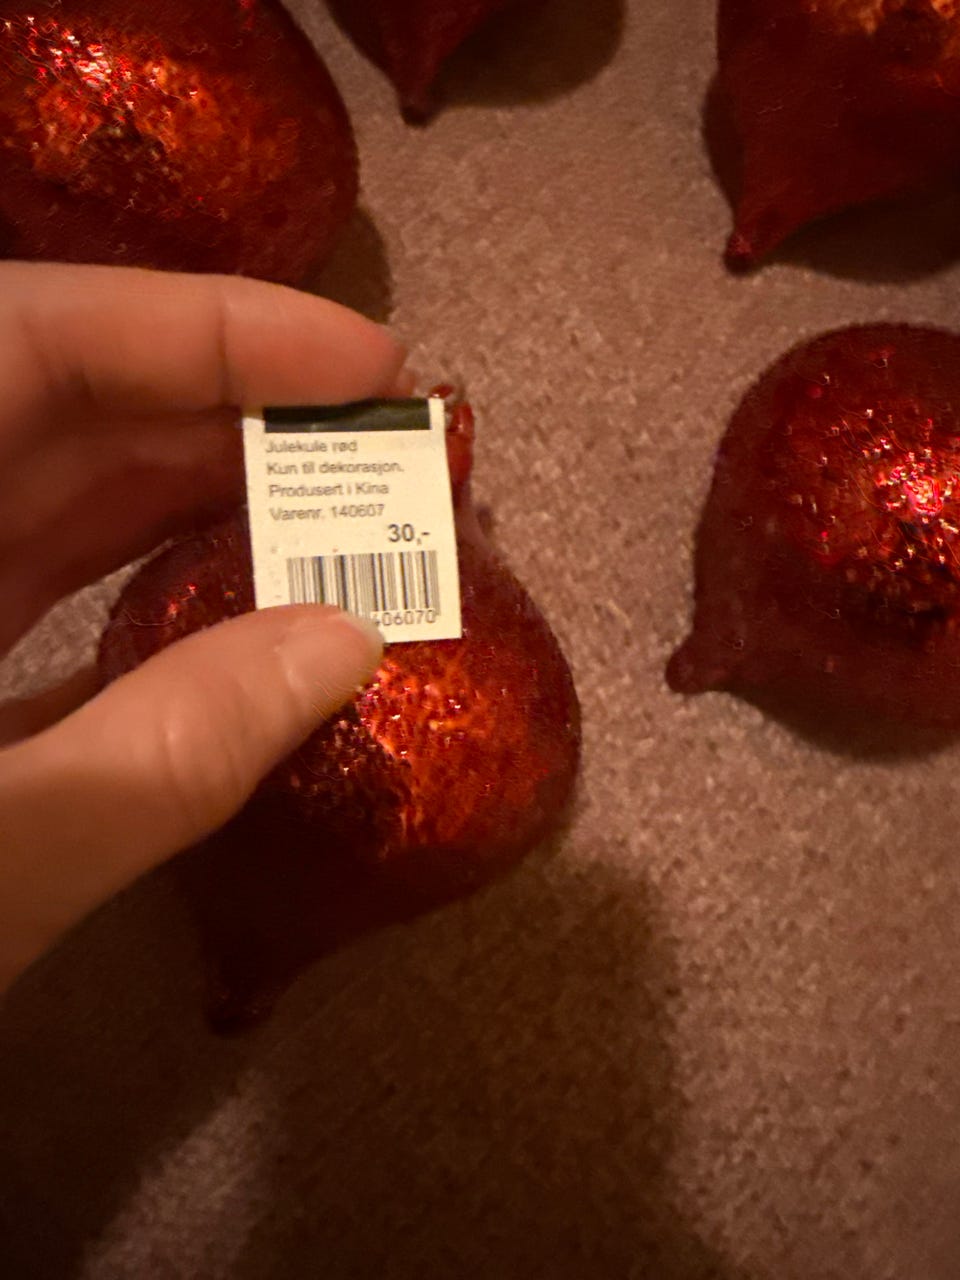 Julekule rød
Kun til dekorasjon.
Produsert i Kina
Varenr. 140607
30,-
406070